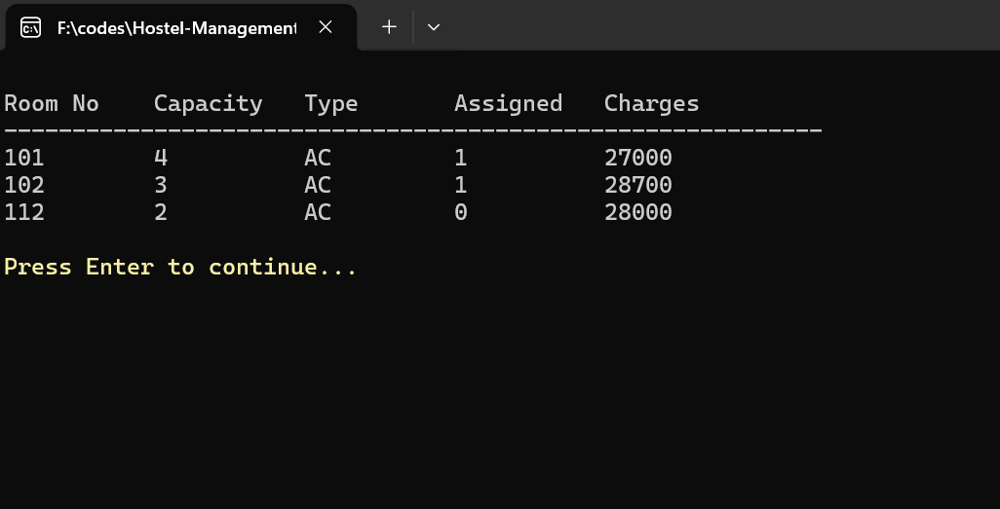 F:\codes\Hostel-Management
Room No    Capacity   Type       Assigned   Charges
------------------------------------------------------------
101        4          AC         1          27000
102        3          AC         1          28700
112        2          AC         0          28000
Press Enter to continue...